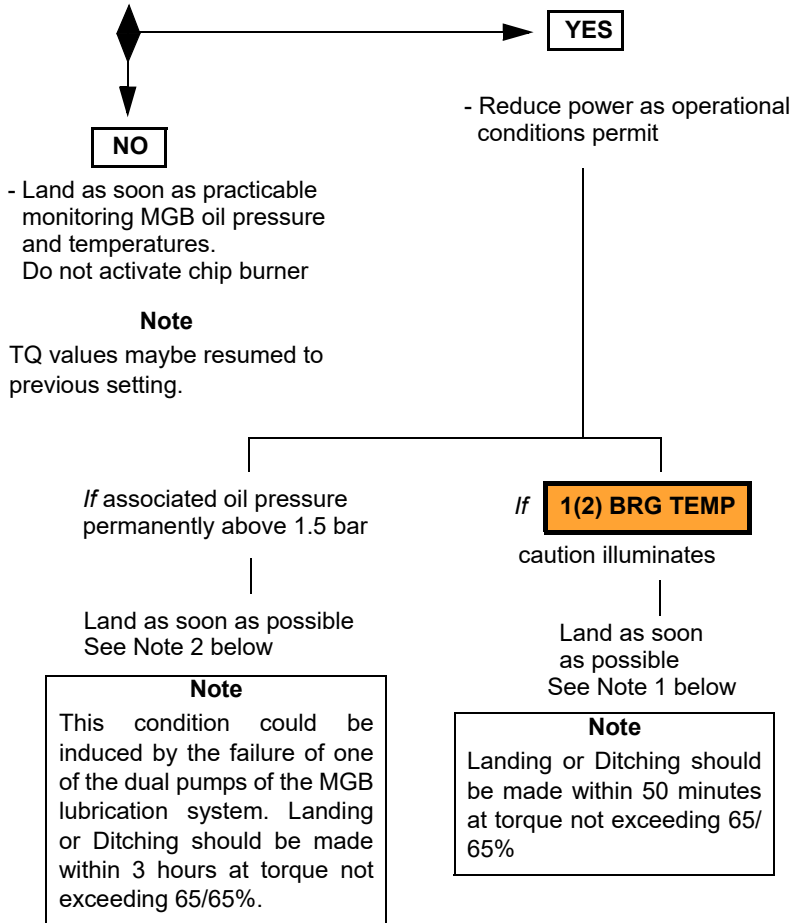 YES
- Reduce power as operational
conditions permit
NO
- Land as soon as practicable
monitoring MGB oil pressure
and temperatures.
Do not activate chip burner
Note
TQ values maybe resumed to
previous setting.
If associated oil pressure
permanently above 1.5 bar
Land as soon as possible
See Note 2 below
Note
This condition could be
induced by the failure of one
of the dual pumps of the MGB
lubrication system. Landing
or Ditching should be made
within 3 hours at torque not
exceeding 65/65%.
If 1(2) BRG TEMP
caution illuminates
Land as soon
as possible
See Note 1 below
Note
Landing or Ditching should
be made within 50 minutes
at torque not exceeding 65/
65%